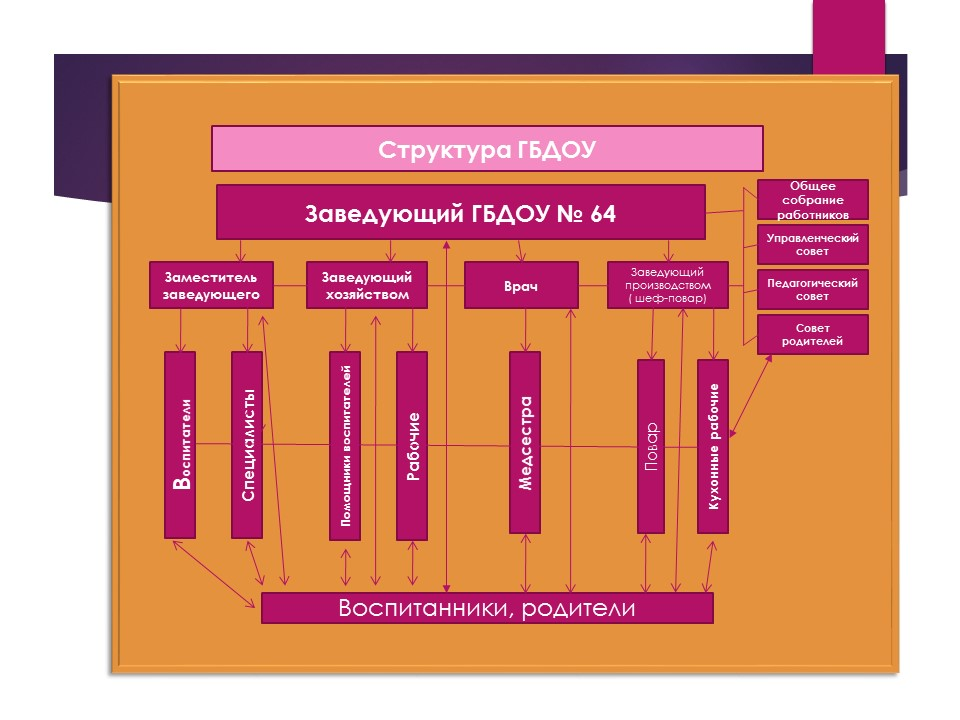 Структура ГБДОУ
Заведующий ГБДОУ № 64
Общее
собрание
работников
Управленческий
совет
Педагогический
совет
Совет
родителей
Заместитель
заведующего
Заведующий
хозяйством
Врач
Заведующий
производством
( шеф-повар)
Воспитатели
Специалисты
Помощники воспитателей
Рабочие
Медсестра
Повар
Кухонные рабочие
Воспитанники, родители